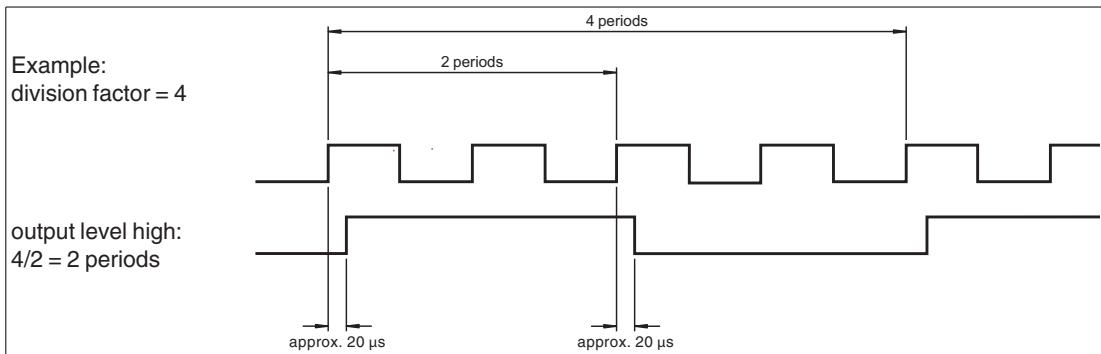 4 periods
2 periods
Example:
division factor = 4
output level high:
4/2 = 2 periods
approx. 20 µs
approx. 20 µs